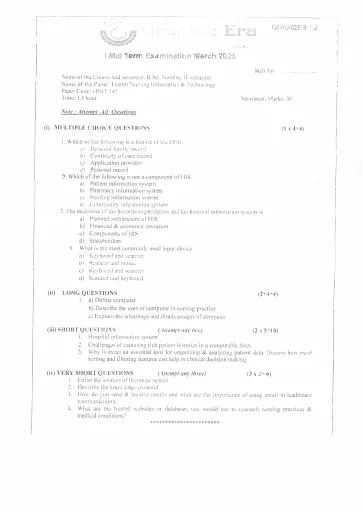 Era
I Mid Term Examination March 2025
Roll No
Name of the Course and semester: B.Sc. Nursing II semester
Name of the Paper: Health/Nursing Informatics & Technology
Paper Code: HNIT 145
Time: 1.5 hour Maximum Marks: 30
Note : Attempt All Questions
(i) MULTIPLE CHOICE QUESTIONS (1 x 4=4)
1. Which of the following is a feature of the EHR
a) Personal family record
b) Continuity of care record
c) Application provider
d) Personal record
2. Which of the following is not a component of HIS
a) Patient information system
b) Pharmacy information system
c) Nursing information system
d) Community information system
3. The backbone of the hospital organization and the hospital information system is
a) Planned architecture of HIS
b) Financial & economic resources
c) Components of HIS
d) Stakeholders
5. What is the most commonly used input device
a) Keyboard and scanner
b) Scanner and mouse
c) Keyboard and scanner
d) Scanner and keyboard
(ii) LONG QUESTIONS (2+4+4)
1. a) Define computer
b) Describe the uses of computer in nursing practice
c) Explain the advantage and disadvantages of computer
(iii) SHORT QUESTIONS (Attempt any two) (2 x 5=10)
1. Hospital information system
2. Challenges of capturing rich patient histories in a computable form
3. Why is excel an essential tool for organizing & analyzing patient data. Discuss how excel
sorting and filtering features can help in clinical decision making.
(iv) VERY SHORT QUESTIONS (Attempt any three) (3 x 2= 6)
1. Enlist the sources of literature search
2. Describe the knowledge pyramid
3. How do you send & receive emails and what are the importance of using email in healthcare
communication.
4. What are the trusted websites or databases you would use to research nursing practices &
medical conditions?
***********************